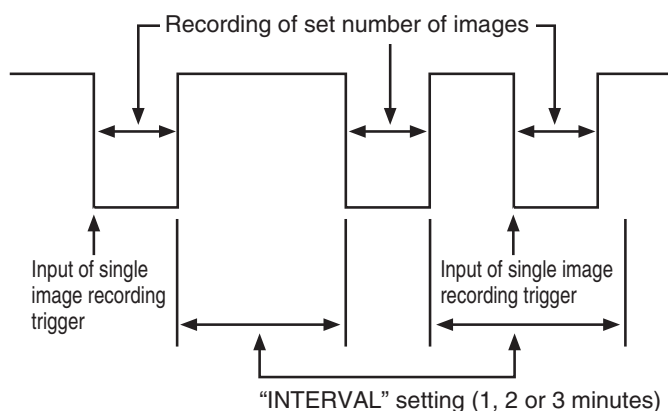 Recording of set number of images
Input of single
image recording
trigger
Input of single image
recording trigger
“INTERVAL” setting (1, 2 or 3 minutes)